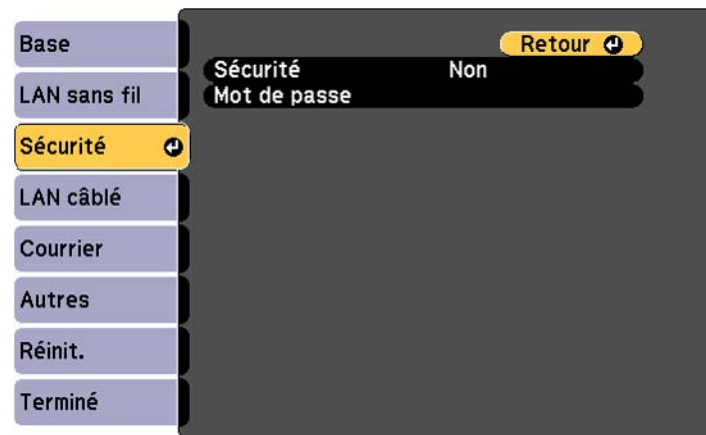 Base
LAN sans fil
Sécurité
LAN câblé
Courrier
Autres
Réinit.
Terminé
Retour
Sécurité Non
Mot de passe